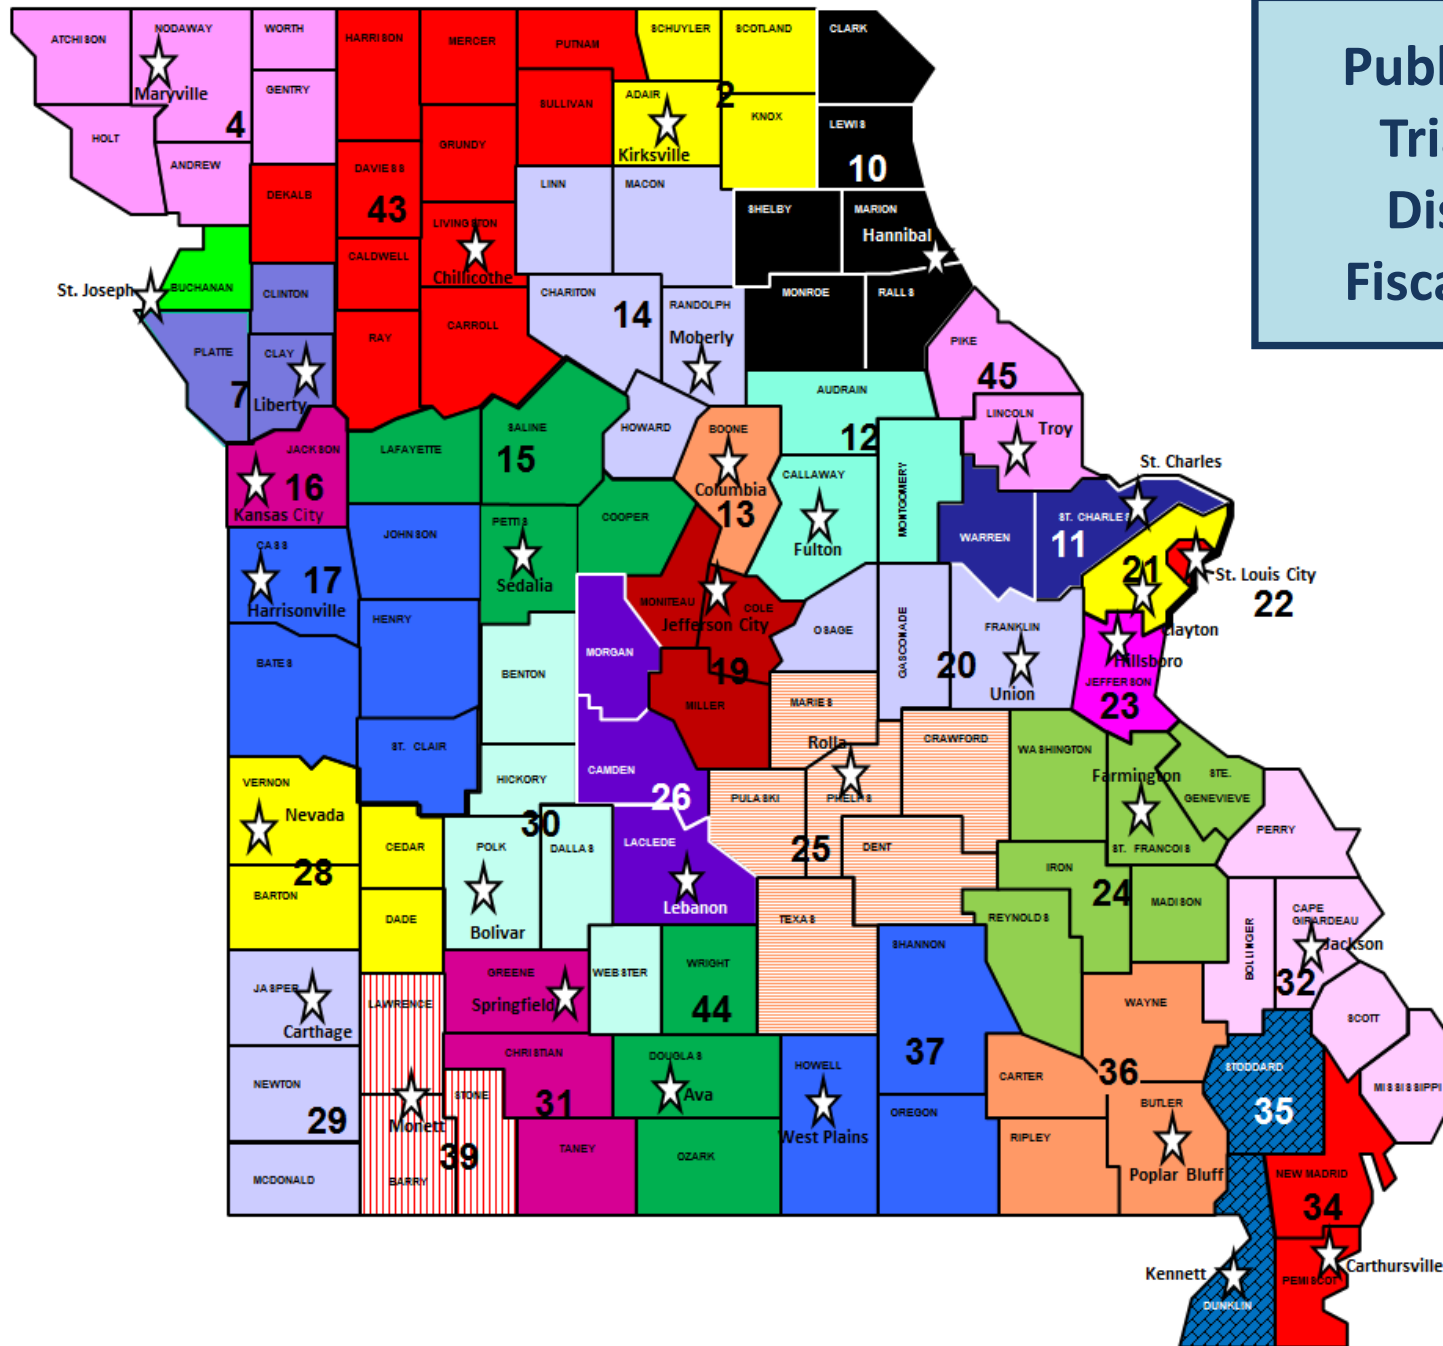 Publ
Tri
Dis
Fisca
ATCHISON
NODAWAY
WORTH
HARRISON
MERCER
PUTNAM
SCHUYLER
SCOTLAND
CLARK
Maryville
GENTRY
SULLIVAN
ADAIR
2
KNOX
LEWIS
HOLT
4
GRUNDY
Kirksville
10
ANDREW
DEKALB
DAVIESS
43
LINN
MACON
SHELBY
MARION
Hannibal
LIVINGSTON
Chillicothe
CALDWELL
St. Joseph
BUCHANAN
CLINTON
CHARITON
14
RANDOLPH
Moberly
MONROE
RALLS
PLATTE
CLAY
RAY
CARROLL
PIKE
45
7
Liberty
AUDRAIN
LINCOLN
Troy
JACKSON
16
Kansas City
LAFAYETTE
SALINE
15
HOWARD
BOONE
Columbia
13
12
CALLAWAY
Fulton
MONTGOMERY
WARREN
St. Charles
ST. CHARLES
11
CASS
17
Harrisonville
JOHNSON
PETTIS
Sedalia
COOPER
21
St. Louis City
22
Clayton
MONITEAU
COLE
Jefferson City
19
OSAGE
GASCONADE
FRANKLIN
20
Union
Hillsboro
JEFFERSON
23
BATES
HENRY
BENTON
MORGAN
MILLER
MARIES
Rolla
CRAWFORD
WASHINGTON
Farmington
STE.
GENEVIEVE
ST. CLAIR
HICKORY
CAMDEN
26
PULASKI
PHELPS
25
DENT
ST. FRANCOIS
PERRY
VERNON
Nevada
28
CEDAR
POLK
30
DALLAS
Bolivar
LACLEDE
Lebanon
IRON
24
MADISON
BARTON
DADE
TEXAS
REYNOLDS
BOLLINGER
CAPE
GIRARDEAU
Jackson
32
JASPER
Carthage
LAWRENCE
GREENE
Springfield
WEBSTER
WRIGHT
44
SHANNON
37
WAYNE
SCOTT
NEWTON
29
Monett
STONE
CHRISTIAN
31
DOUGLAS
Ava
HOWELL
West Plains
CARTER
36
BUTLER
Poplar Bluff
STODDARD
35
MISSISSIPPI
MCDONALD
BARRY
39
TANEY
OZARK
OREGON
RIPLEY
NEW MADRID
34
Kennett
DUNKLIN
PEMISCOT
Carthursville